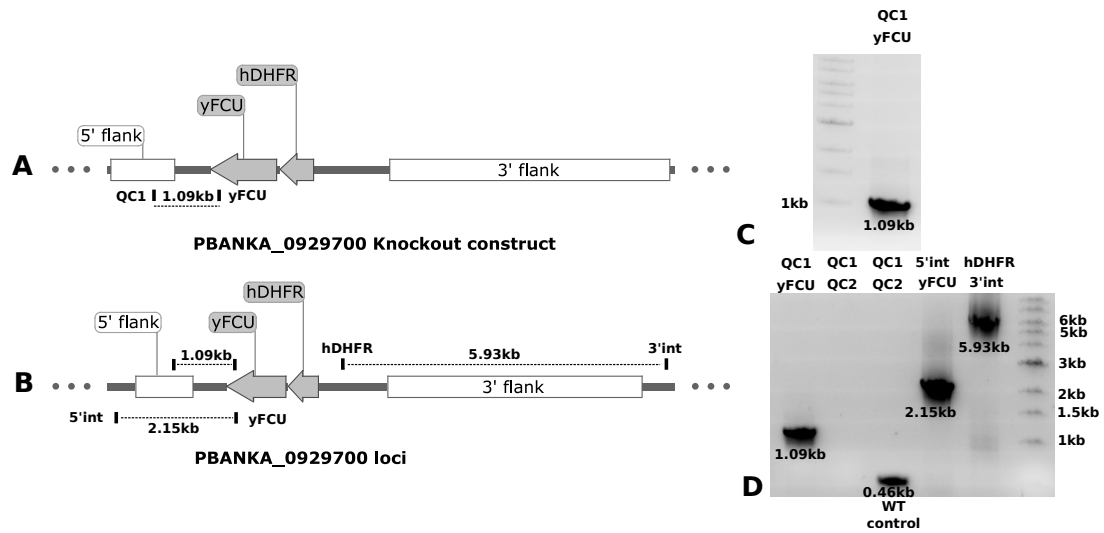 A
hDHFR
yFCU
5' flank
3' flank
QC1 1.09kb yFCU
PBANKA_0929700 Knockout construct
B
hDHFR
5' flank yFCU
1.09kb hDHFR 5.93kb 3'int
3' flank
5'int 2.15kb yFCU
PBANKA_0929700 loci
C
QC1
yFCU
1kb
1.09kb
D
QC1 QC1 QC1 5'int hDHFR
yFCU QC2 QC2 yFCU 3'int
6kb
5kb
5.93kb
3kb
2kb
2.15kb 1.5kb
1kb
1.09kb
0.46kb
WT
control